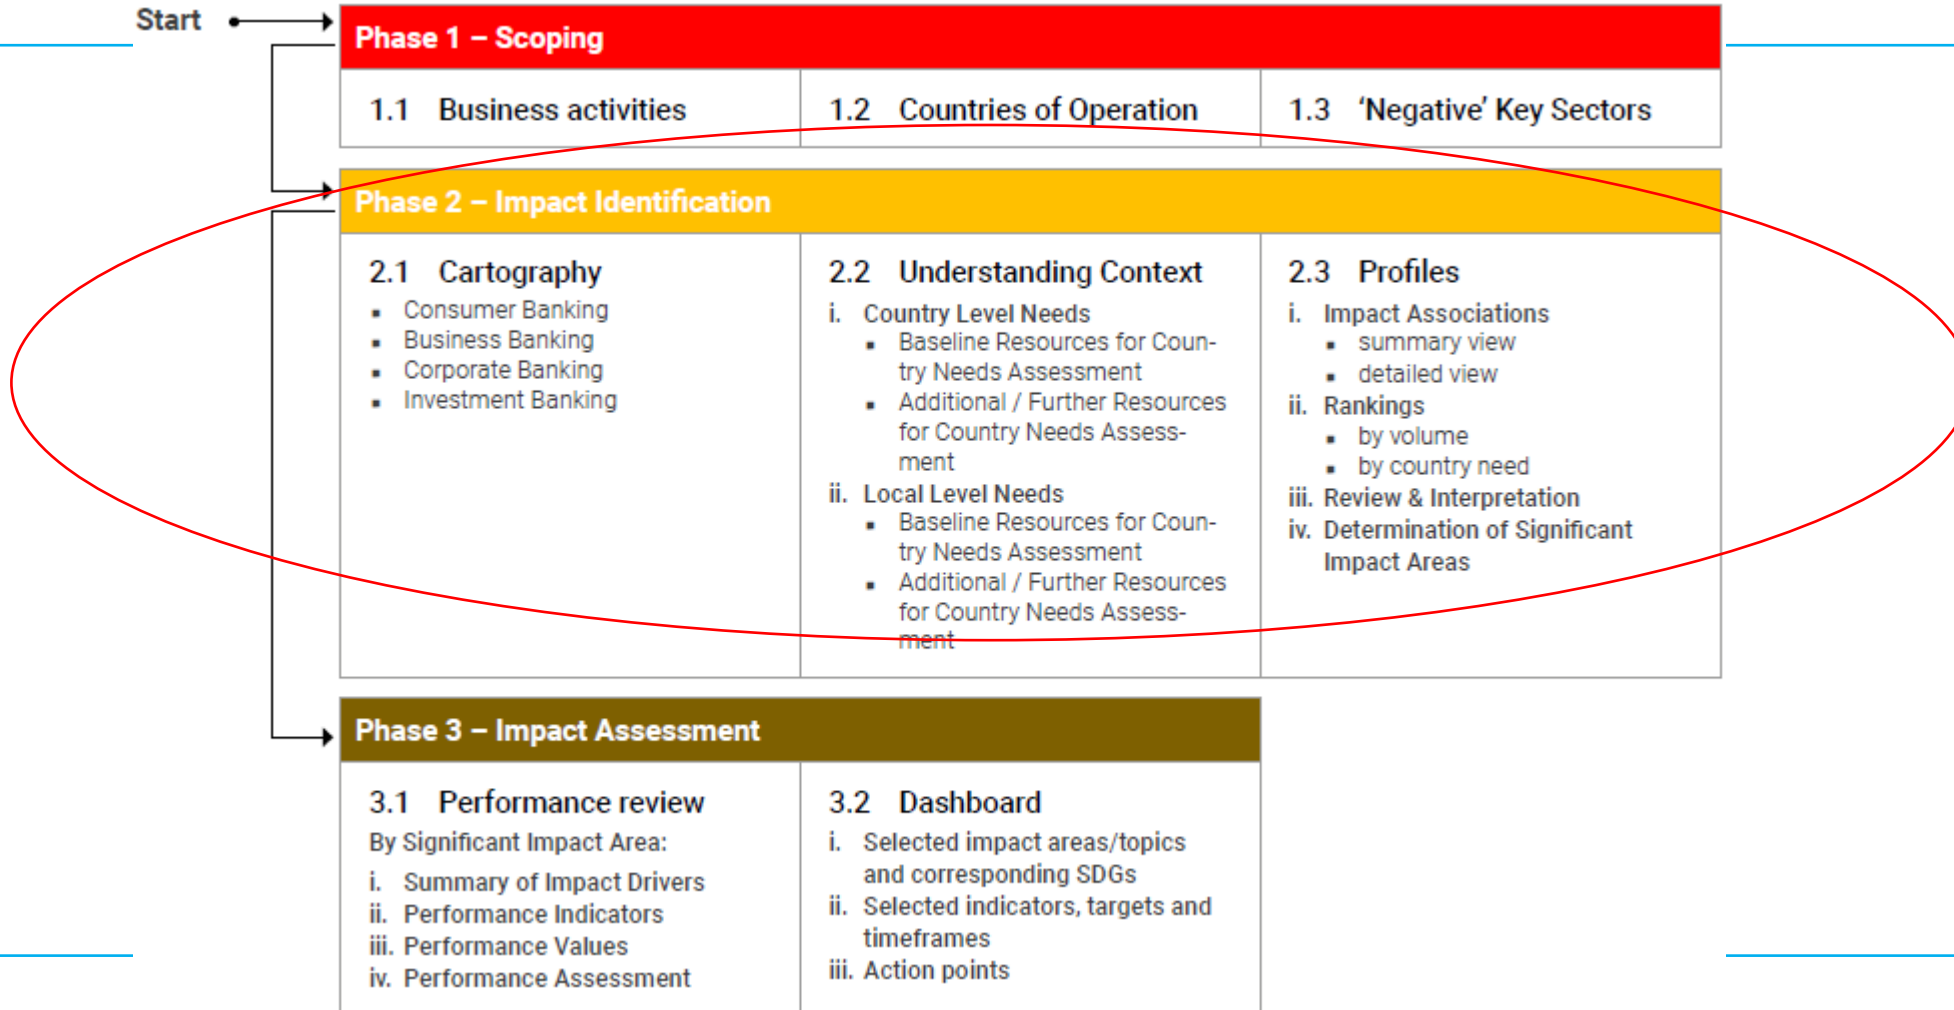 Start
Phase 1 – Scoping
1.1 Business activities
1.2 Countries of Operation
1.3 ‘Negative’ Key Sectors
Phase 2 – Impact Identification
2.1 Cartography
▪ Consumer Banking
▪ Business Banking
▪ Corporate Banking
▪ Investment Banking
2.2 Understanding Context
i. Country Level Needs
▪ Baseline Resources for Coun-
try Needs Assessment
▪ Additional / Further Resources
for Country Needs Assess-
ment
ii. Local Level Needs
▪ Baseline Resources for Coun-
try Needs Assessment
▪ Additional / Further Resources
for Country Needs Assess-
ment
2.3 Profiles
i. Impact Associations
▪ summary view
▪ detailed view
ii. Rankings
▪ by volume
▪ by country need
iii. Review & Interpretation
iv. Determination of Significant
Impact Areas
Phase 3 – Impact Assessment
3.1 Performance review
By Significant Impact Area:
i. Summary of Impact Drivers
ii. Performance Indicators
iii. Performance Values
iv. Performance Assessment
3.2 Dashboard
i. Selected impact areas/topics
and corresponding SDGs
ii. Selected indicators, targets and
timeframes
iii. Action points